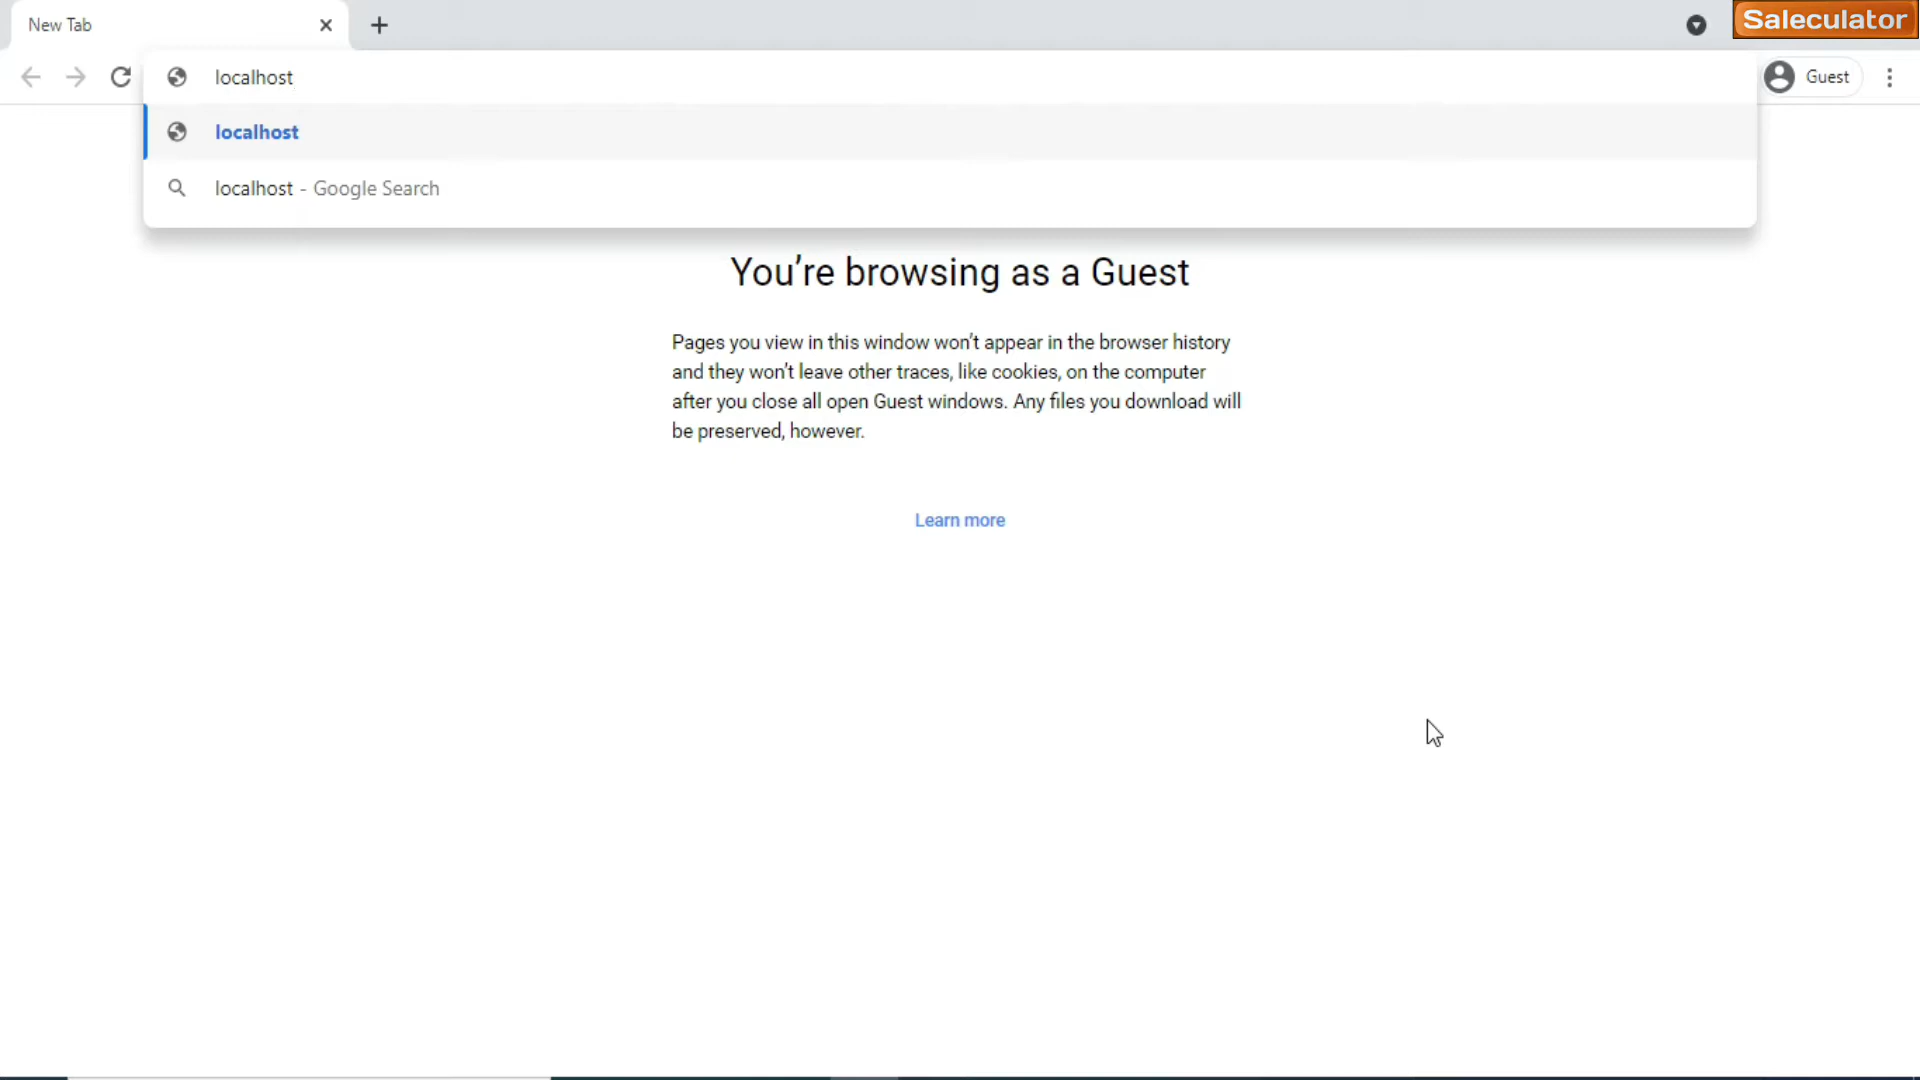 New Tab
Saleculator
localhost
Guest
localhost
localhost - Google Search
You’re browsing as a Guest
Pages you view in this window won’t appear in the browser history
and they won’t leave other traces, like cookies, on the computer
after you close all open Guest windows. Any files you download will
be preserved, however.
Learn more